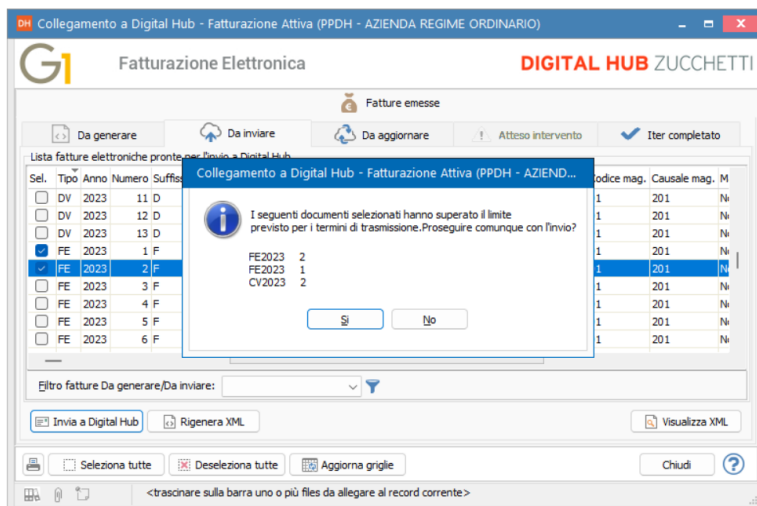 DH Collegamento a Digital Hub - Fatturazione Attiva (PPDH - AZIENDA REGIME ORDINARIO)
G1 Fatturazione Elettronica DIGITAL HUB ZUCCHETTI
Fatture emesse
Da generare Da inviare Da aggiornare Atteso intervento Iter completato
Lista fatture elettroniche pronte per l'invio a Digital Hub
Sel. Tipo Anno Numero Suffiss Codice mag. Causale mag. M
DV 2023 11 D 1 201
DV 2023 12 D 1 201
DV 2023 13 D 1 201
FE 2023 1 F 1 201
FE 2023 2 F 1 201
FE 2023 3 F 1 201
FE 2023 4 F 1 201
FE 2023 5 F 1 201
FE 2023 6 F 1 201
Collegamento a Digital Hub - Fatturazione Attiva (PPDH - AZIEND...
I seguenti documenti selezionati hanno superato il limite
previsto per i termini di trasmissione.Proseguire comunque con l'invio?
FE2023 2
FE2023 1
CV2023 2
Si No
Filtro fatture Da generare/Da inviare:
Invia a Digital Hub Rigenera XML Visualizza XML
Seleziona tutte Deseleziona tutte Aggiorna griglie Chiudi ?
<trascinare sulla barra uno o più files da allegare al record corrente>